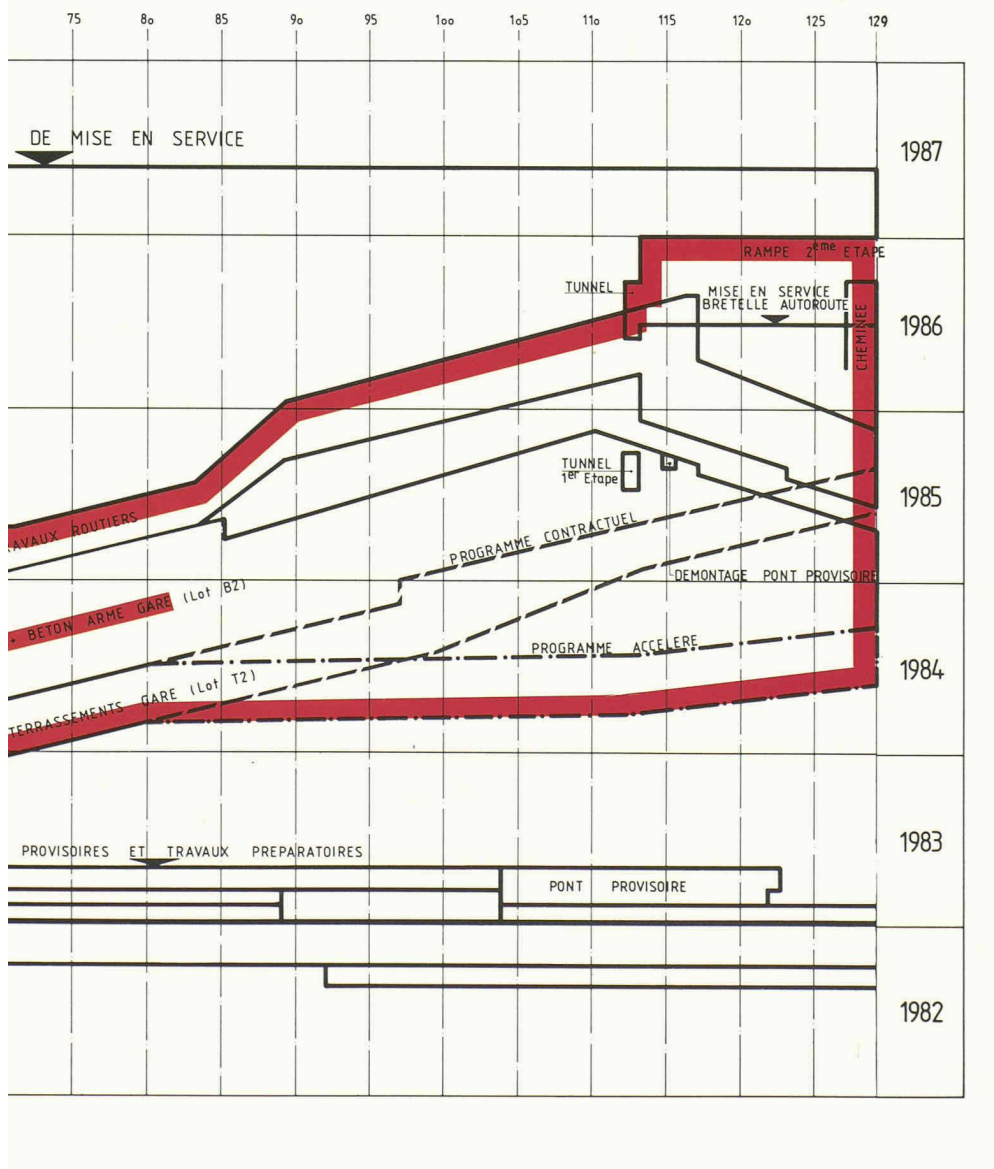 75 80 85 90 95 100 105 110 115 120 125 129
DE MISE EN SERVICE
1987
RAMPE 2ème ETAPE
TUNNEL
MISE EN SERVICE
BRETELLE AUTOROUTE
CHEMINEE
1986
TUNNEL
1er Etape
1985
AVAUX ROUTIERS
PROGRAMME CONTRACTUEL
DEMONTAGE PONT PROVISOIRE
BETON ARME GARE (Lot B2)
PROGRAMME ACCELERE
1984
TERRASSEMENTS GARE (Lot T2)
1983
PROVISOIRES ET TRAVAUX PREPARATOIRES
PONT PROVISOIRE
1982